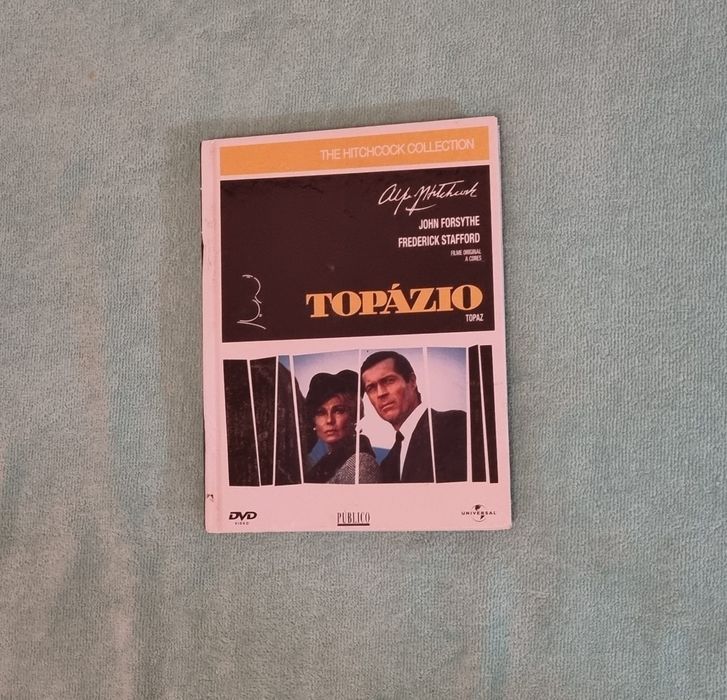 THE HITCHCOCK COLLECTION
Alfred Hitchcock
JOHN FORSYTHE
FREDERICK STAFFORD
FILME ORIGINAL
A CORES
TOPÁZIO
TOPAZ
DVD
VIDEO
PÚBLICO
UNIVERSAL